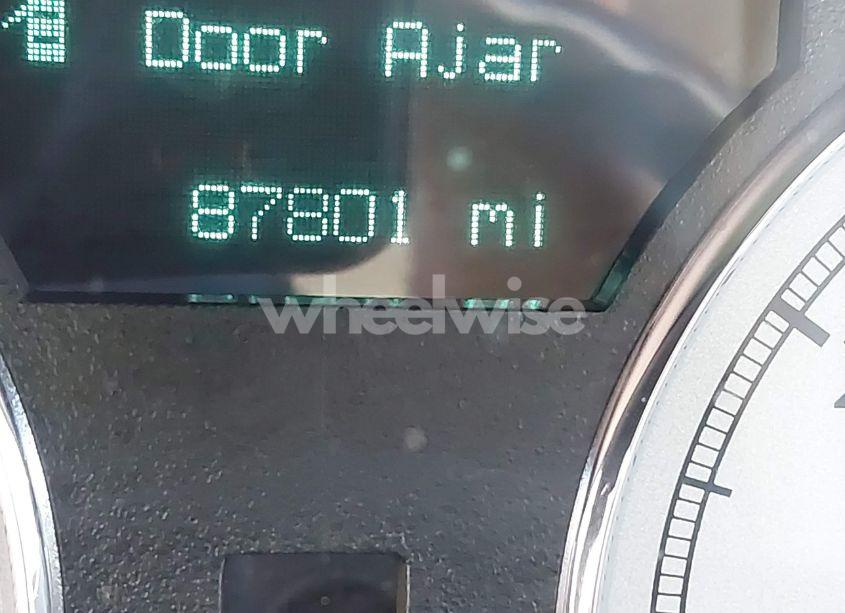 Door Ajar
87801 mi
wheelwise